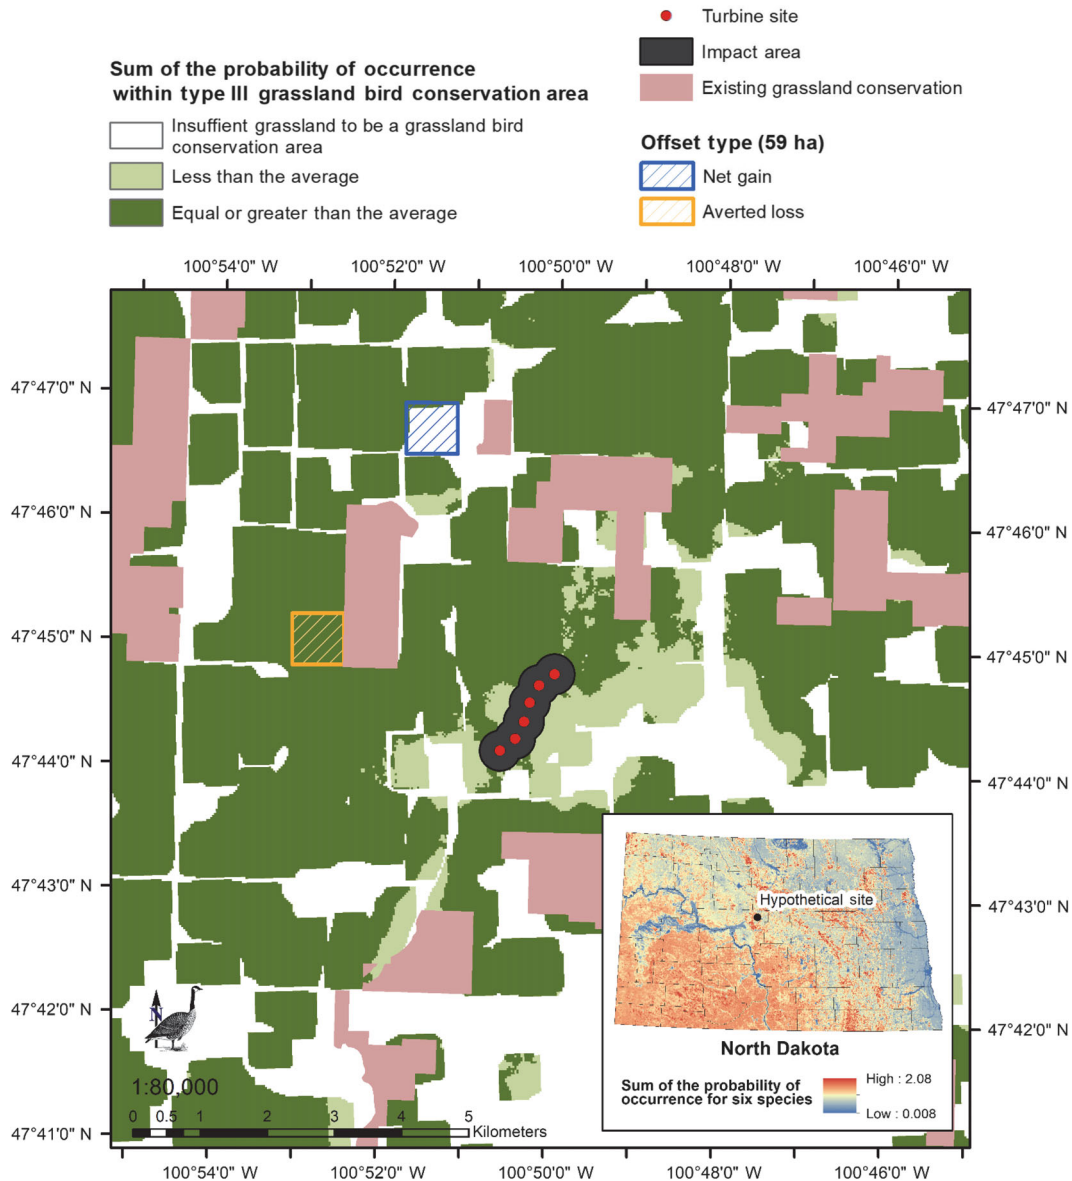 Turbine site
Impact area
Existing grassland conservation
Sum of the probability of occurrence
within type III grassland bird conservation area
Insuffient grassland to be a grassland bird
conservation area
Less than the average
Equal or greater than the average
Offset type (59 ha)
Net gain
Averted loss
100°54'0" W 100°52'0" W 100°50'0" W 100°48'0" W 100°46'0" W
47°47'0" N
47°46'0" N
47°45'0" N
47°44'0" N
47°43'0" N
47°42'0" N
47°41'0" N
47°47'0" N
47°46'0" N
47°45'0" N
47°44'0" N
47°43'0" N
47°42'0" N
Hypothetical site
North Dakota
Sum of the probability of
occurrence for six species
High : 2.08
Low : 0.008
N
1:80,000
0 0.5 1 2 3 4 5
Kilometers
100°54'0" W 100°52'0" W 100°50'0" W 100°48'0" W 100°46'0" W